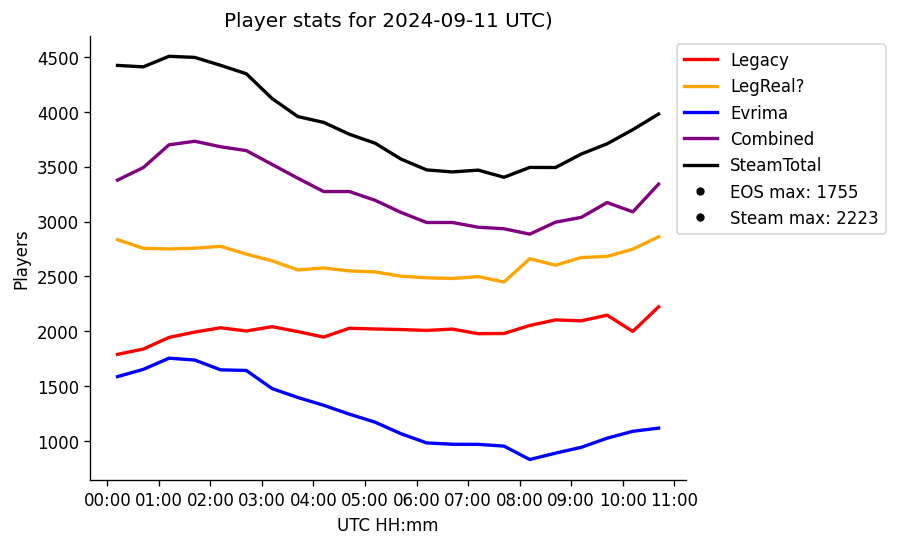 Player stats for 2024-09-11 UTC)
Legacy
LegReal?
Evrima
Combined
SteamTotal
EOS max: 1755
Steam max: 2223
Players
4500
4000
3500
3000
2500
2000
1500
1000
00:00 01:00 02:00 03:00 04:00 05:00 06:00 07:00 08:00 09:00 10:00 11:00
UTC HH:mm